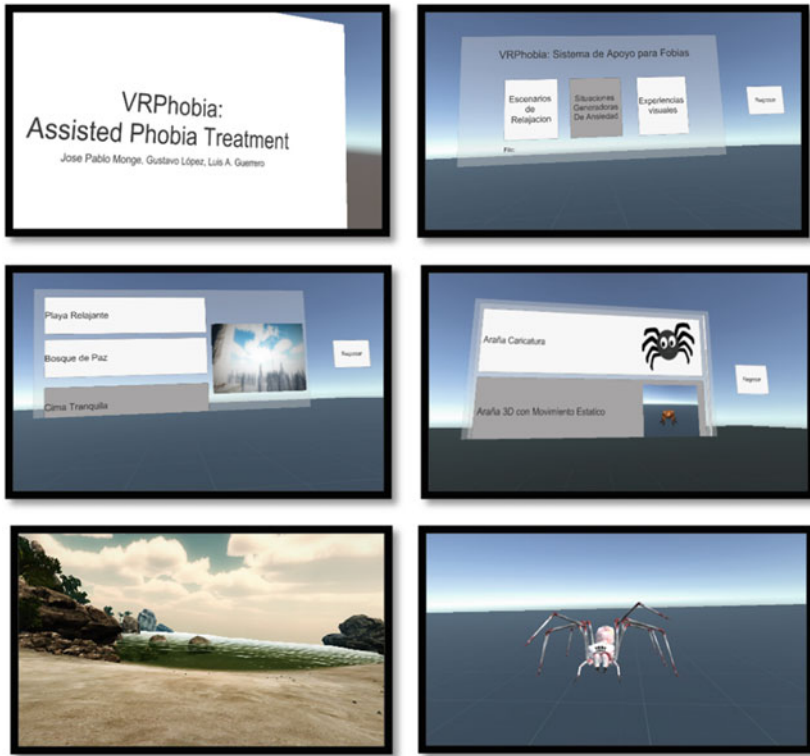 VRPhobia:
Assisted Phobia Treatment
Jose Pablo Monge, Gustavo López, Luis A. Guerrero
VRPhobia: Sistema de Apoyo para Fobias
Escenarios
de
Relajacion
Situaciones
Generadoras
De Ansiedad
Experiencias
visuales
Regresar
Playa Relajante
Bosque de Paz
Cima Tranquila
Regresar
Araña Caricatura
Araña 3D con Movimiento Estatico
Regresar